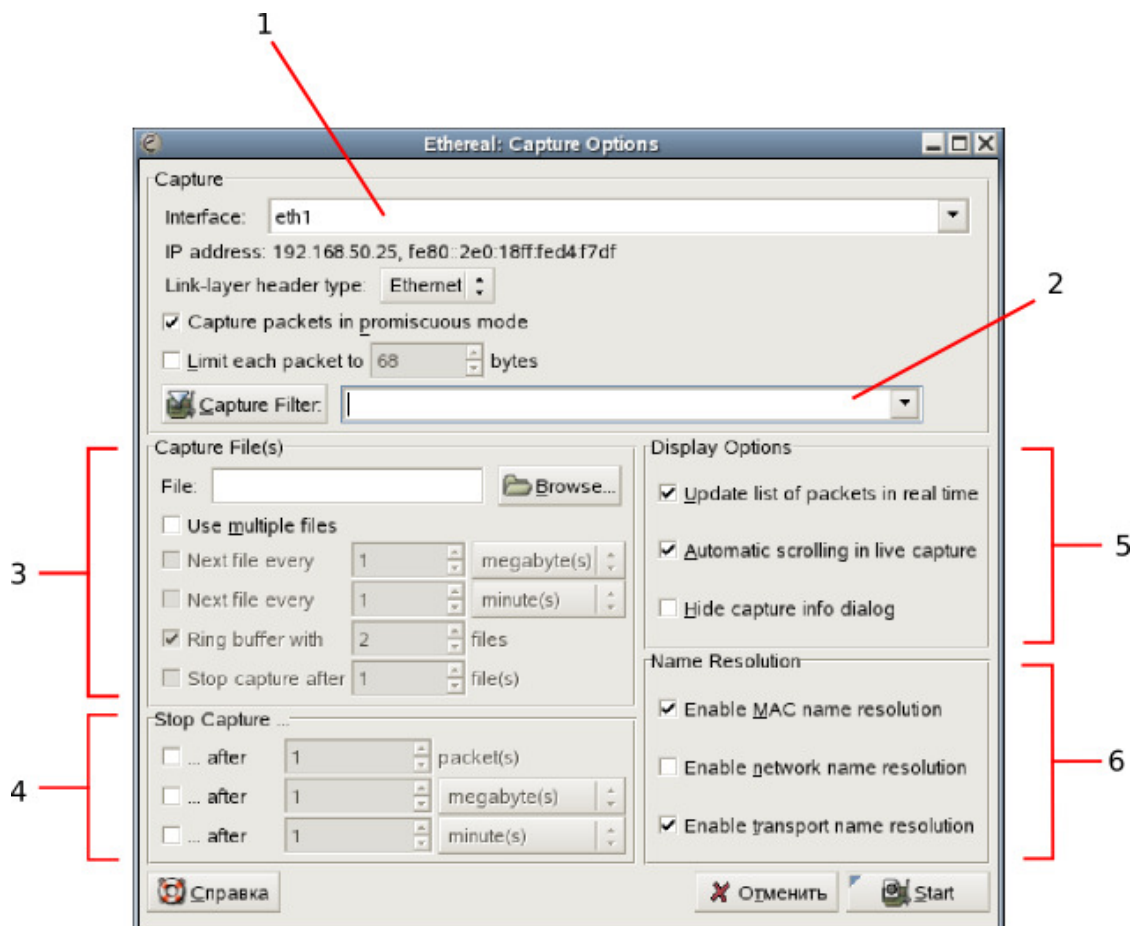 1
Ethereal: Capture Options
Capture
Interface: eth1
IP address: 192.168.50.25, fe80::2e0:18ff:fed4:f7df
Link-layer header type: Ethernet
2
Capture packets in promiscuous mode
Limit each packet to 68 bytes
Capture Filter:
Capture File(s)
File: Browse...
Use multiple files
Next file every 1 megabyte(s)
3
Next file every 1 minute(s)
Ring buffer with 2 files
Stop capture after 1 file(s)
Stop Capture ...
... after 1 packet(s)
4
... after 1 megabyte(s)
... after 1 minute(s)
Display Options
Update list of packets in real time
Automatic scrolling in live capture
5
Hide capture info dialog
Name Resolution
Enable MAC name resolution
Enable network name resolution
6
Enable transport name resolution
Справка
Отменить
Start